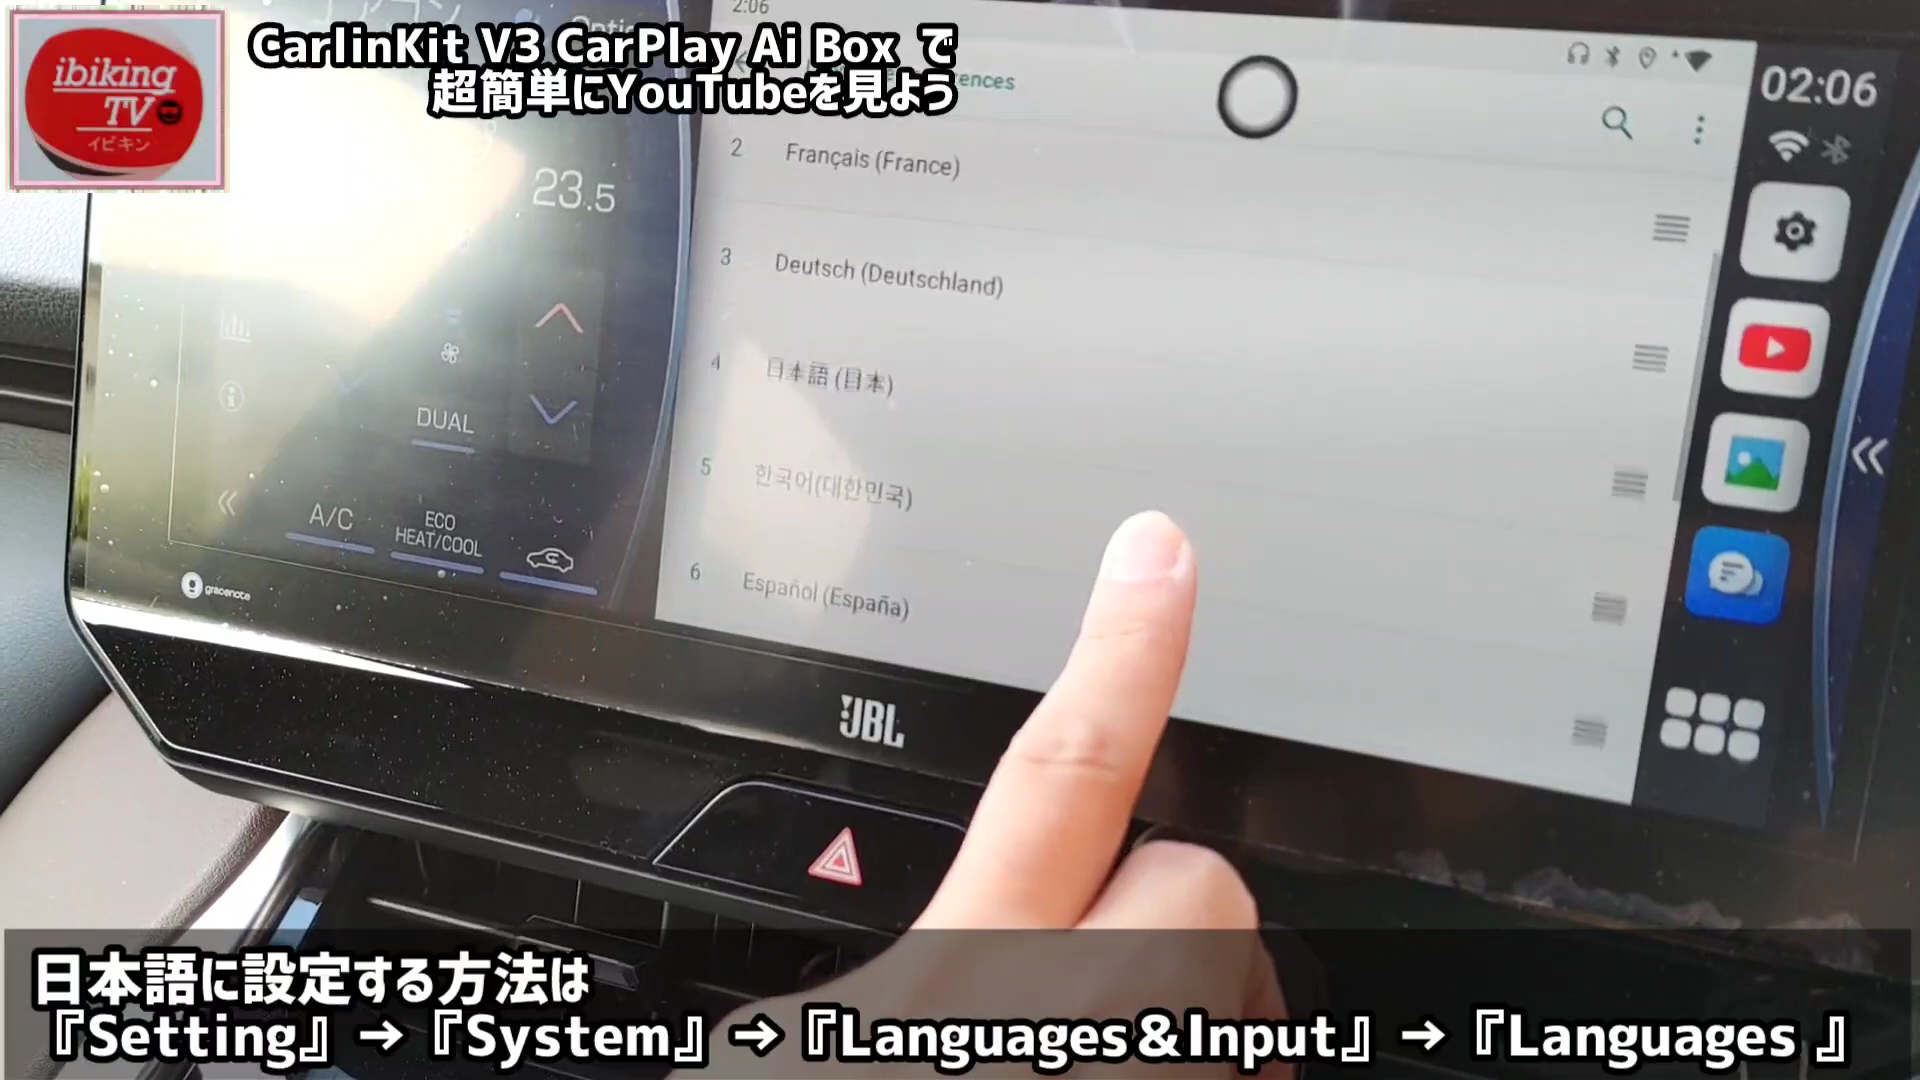 ibiking
TV
イビキン
CarlinKit V3 CarPlay Ai Box で
超簡単にYouTubeを見よう
2:06
ences
02:06
2 Français (France)
3 Deutsch (Deutschland)
4 日本語 (日本)
5 한국어(대한민국)
6 Español (España)
23.5
DUAL
A/C
ECO
HEAT/COOL
gracenote
JBL
日本語に設定する方法は
『Setting』→『System』→『Languages&Input』→『Languages 』